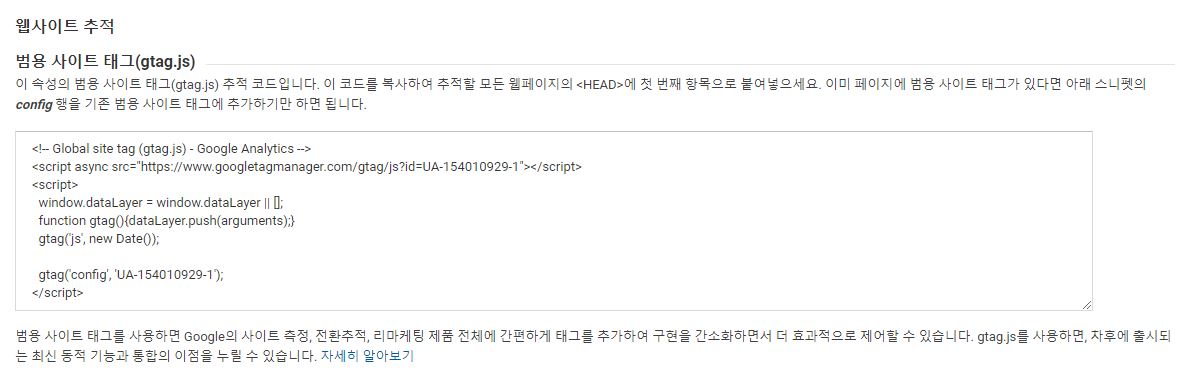 웹사이트 추적
범용 사이트 태그(gtag.js)
이 속성의 범용 사이트 태그(gtag.js) 추적 코드입니다. 이 코드를 복사하여 추적할 모든 웹페이지의 <HEAD>에 첫 번째 항목으로 붙여넣으세요. 이미 페이지에 범용 사이트 태그가 있다면 아래 스니펫의
config 행을 기존 범용 사이트 태그에 추가하기만 하면 됩니다.
<!-- Global site tag (gtag.js) - Google Analytics -->
<script async src="https://www.googletagmanager.com/gtag/js?id=UA-154010929-1"></script>
<script>
window.dataLayer = window.dataLayer || [];
function gtag(){dataLayer.push(arguments);}
gtag('js', new Date());
gtag('config', 'UA-154010929-1');
</script>
범용 사이트 태그를 사용하면 Google의 사이트 측정, 전환추적, 리마케팅 제품 전체에 간편하게 태그를 추가하여 구현을 간소화하면서 더 효과적으로 제어할 수 있습니다. gtag.js를 사용하면, 차후에 출시되
는 최신 동적 기능과 통합의 이점을 누릴 수 있습니다. 자세히 알아보기